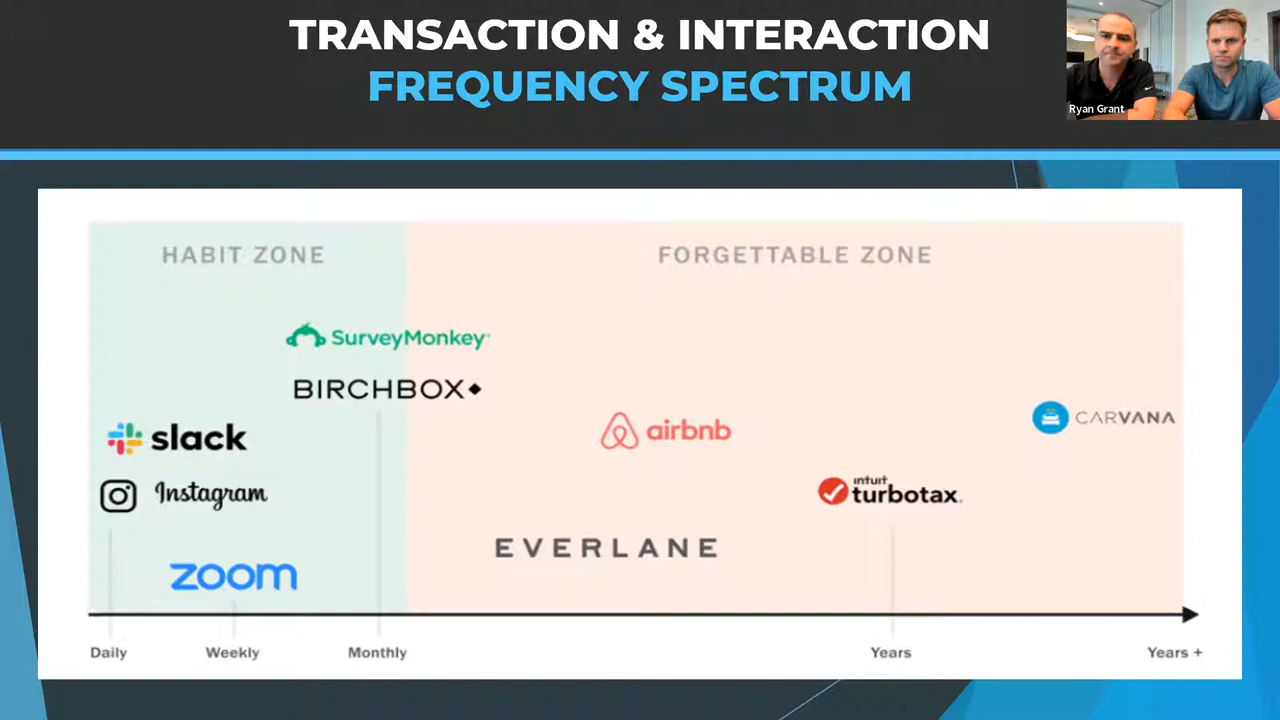 TRANSACTION & INTERACTION
FREQUENCY SPECTRUM
Ryan Grant
HABIT ZONE
FORGETTABLE ZONE
SurveyMonkey
BIRCHBOX
slack
airbnb
CARVANA
Instagram
intuit
turbotax.
EVERLANE
zoom
Daily
Weekly
Monthly
Years
Years +